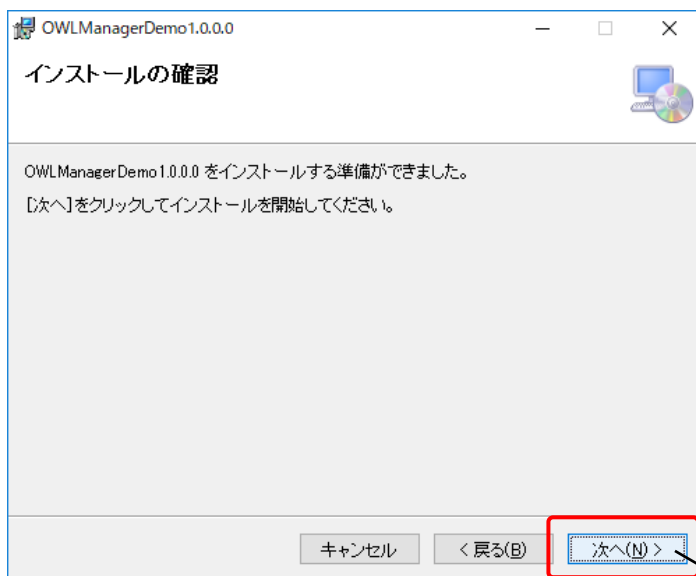 OWLManagerDemo1.0.0.0
インストールの確認
OWLManagerDemo1.0.0.0 をインストールする準備ができました。
[次へ]をクリックしてインストールを開始してください。
キャンセル
< 戻る(B)
次へ(N) >